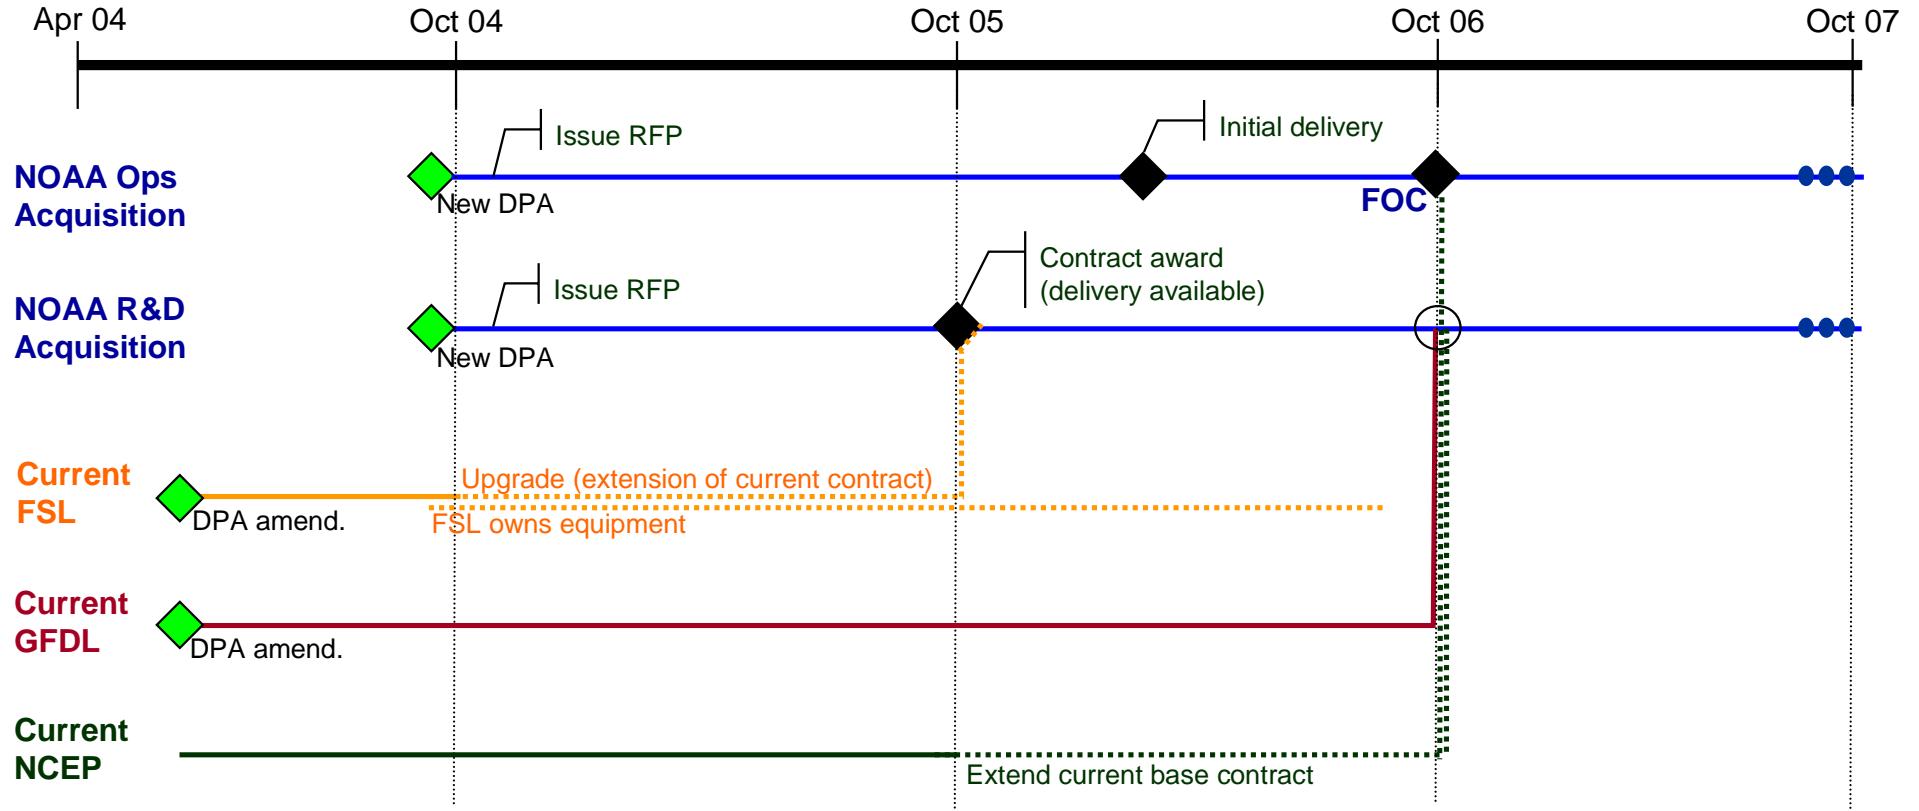 Apr 04
Oct 04
Oct 05
Oct 06
Oct 07
Issue RFP
Initial delivery
NOAA Ops
Acquisition
New DPA
FOC
Contract award
(delivery available)
Issue RFP
NOAA R&D
Acquisition
New DPA
Current
FSL
Upgrade (extension of current contract)
DPA amend.
FSL owns equipment
Current
GFDL
DPA amend.
Current
NCEP
Extend current base contract